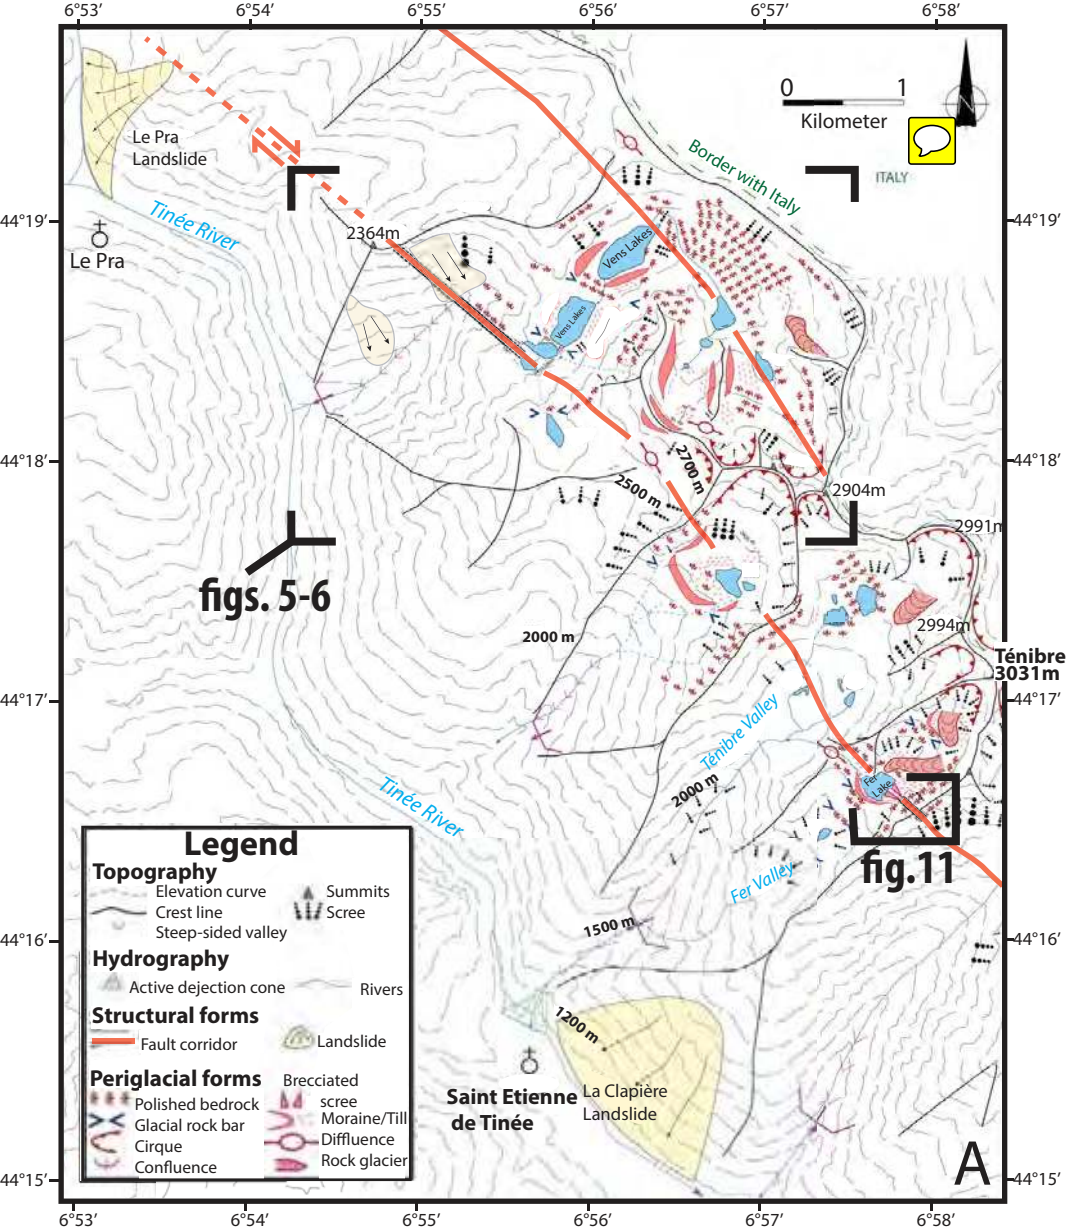 6°53′ 6°54′ 6°55′ 6°56′ 6°57′ 6°58′
0 1
Kilometer
N
Le Pra
Landslide
Border with Italy
ITALY
44°19′ 44°19′
Tinée River
2364m
Le Pra
Vens Lakes
Vens Lakes
44°18′ 44°18′
2700 m
2500 m
2904m
2991m
figs. 5-6
2000 m
2994m
Ténibre
3031m
44°17′ 44°17′
Ténibre Valley
Tinée River
2000 m
Fer
Lake
fig.11
Fer Valley
1500 m
44°16′ 44°16′
1200 m
Saint Etienne
de Tinée
La Clapière
Landslide
A
44°15′ 44°15′
Legend
Topography
Elevation curve
Summits
Crest line
Scree
Steep-sided valley
Hydrography
Active dejection cone
Rivers
Structural forms
Fault corridor
Landslide
Periglacial forms
Brecciated
scree
Polished bedrock
Moraine/Till
Glacial rock bar
Diffluence
Cirque
Rock glacier
Confluence
6°53′ 6°54′ 6°55′ 6°56′ 6°57′ 6°58′